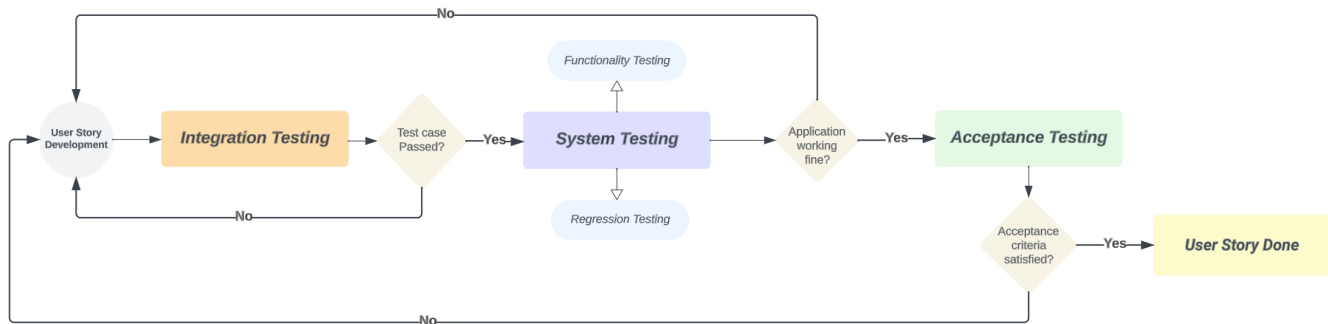 No
Functionality Testing
User Story
Development
Integration Testing
Test case
Passed?
Yes
System Testing
Application
working
fine?
Yes
Acceptance Testing
No
Regression Testing
Acceptance
criteria
satisfied?
Yes
User Story Done
No